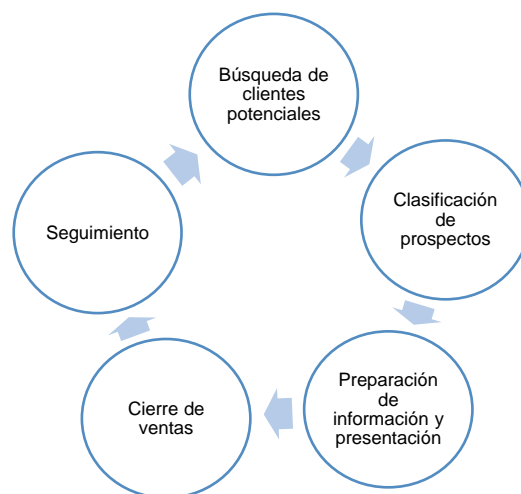 Búsqueda de
clientes
potenciales
Clasificación
de
prospectos
Preparación
de
información y
presentación
Cierre de
ventas
Seguimiento